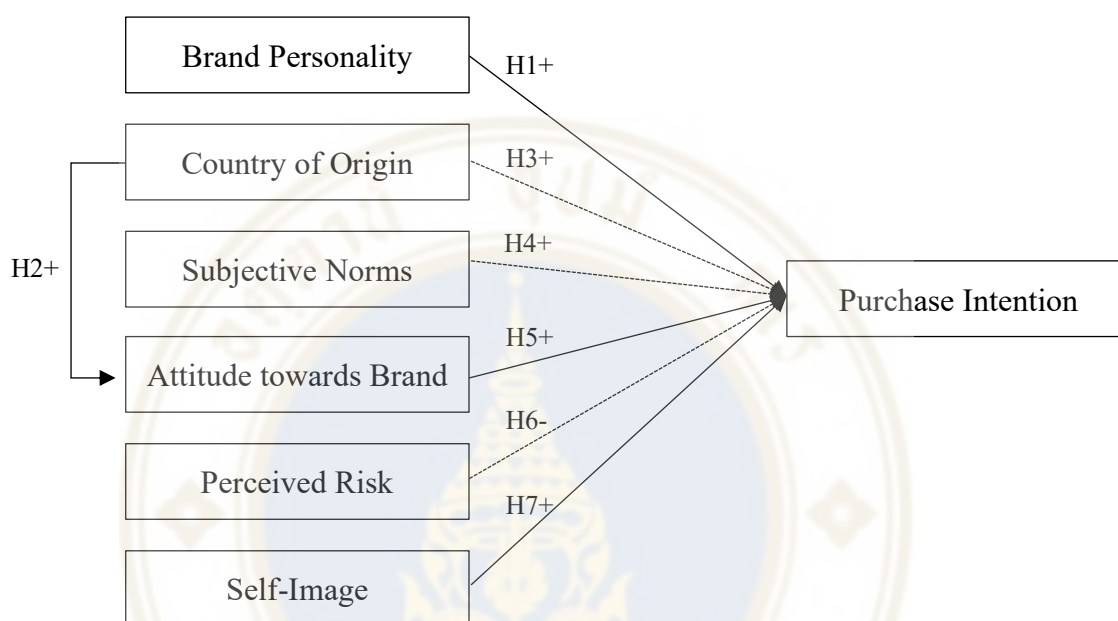 Brand Personality
H1+
Country of Origin
H3+
Subjective Norms
H4+
H2+
Purchase Intention
Attitude towards Brand
H5+
Perceived Risk
H6-
Self-Image
H7+